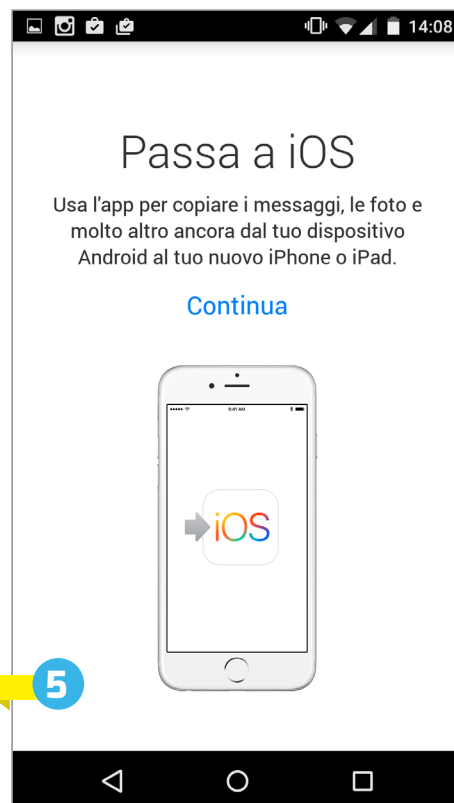 14:08
Passa a iOS
Usa l'app per copiare i messaggi, le foto e
molto altro ancora dal tuo dispositivo
Android al tuo nuovo iPhone o iPad.
Continua
9:41 AM
iOS
5